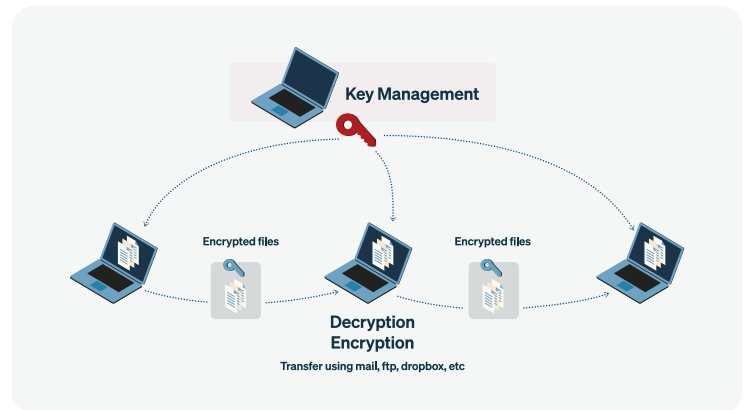 Key Management
Encrypted files
Encrypted files
Decryption
Encryption
Transfer using mail, ftp, dropbox, etc